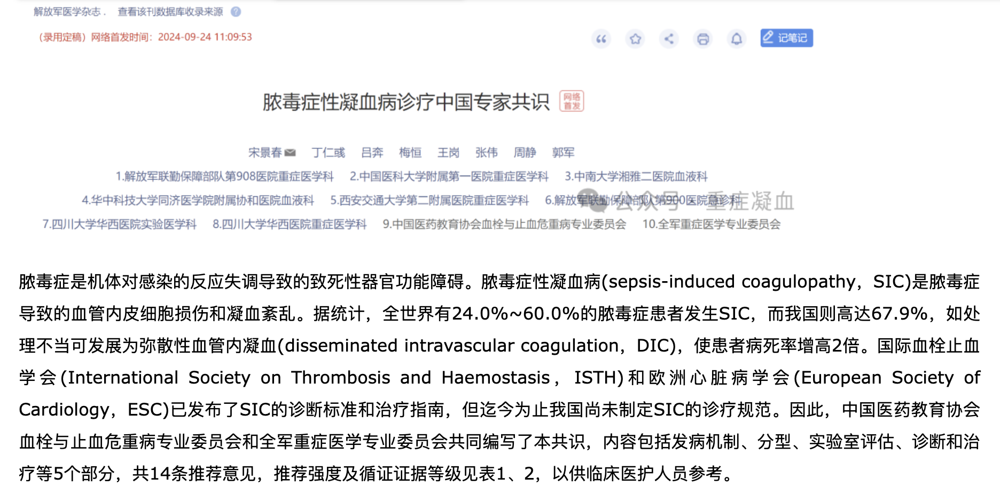 解放军医学杂志 . 查看该刊数据库收录来源 ?
（录用定稿）网络首发时间：2024-09-24 11:09:53
记笔记
脓毒症性凝血病诊疗中国专家共识 网络首发
宋景春 丁仁彧 吕奔 梅恒 王岗 张伟 周静 郭军
1.解放军联勤保障部队第908医院重症医学科 2.中国医科大学附属第一医院重症医学科 3.中南大学湘雅二医院血液科
4.华中科技大学同济医学院附属协和医院血液科 5.西安交通大学第二附属医院重症医学科 6.解放军联勤保障部队第900医院急诊科
公众号 · 重症凝血
7.四川大学华西医院实验医学科 8.四川大学华西医院重症医学科 9.中国医药教育协会血栓与止血危重病专业委员会 10.全军重症医学专业委员会
脓毒症是机体对感染的反应失调导致的致死性器官功能障碍。脓毒症性凝血病(sepsis-induced coagulopathy，SIC)是脓毒症
导致的血管内皮细胞损伤和凝血紊乱。据统计，全世界有24.0%~60.0%的脓毒症患者发生SIC，而我国则高达67.9%，如处
理不当可发展为弥散性血管内凝血(disseminated intravascular coagulation，DIC)，使患者病死率增高2倍。国际血栓止血
学会(International Society on Thrombosis and Haemostasis，ISTH)和欧洲心脏病学会(European Society of
Cardiology，ESC)已发布了SIC的诊断标准和治疗指南，但迄今为止我国尚未制定SIC的诊疗规范。因此，中国医药教育协会
血栓与止血危重病专业委员会和全军重症医学专业委员会共同编写了本共识，内容包括发病机制、分型、实验室评估、诊断和治
疗等5个部分，共14条推荐意见，推荐强度及循证证据等级见表1、2，以供临床医护人员参考。